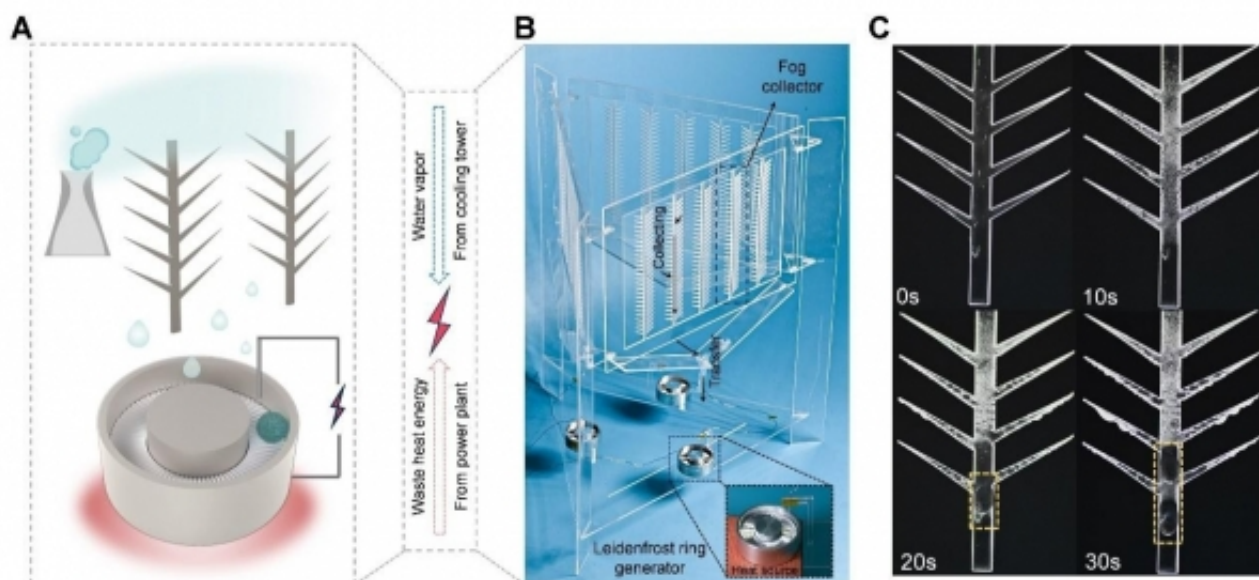 A
Water vapor
From cooling tower
Waste heat energy
From power plant
B
Fog
collector
Collecting
Transfer
Leidenfrost ring
generator
Heat source
C
0s
10s
20s
30s